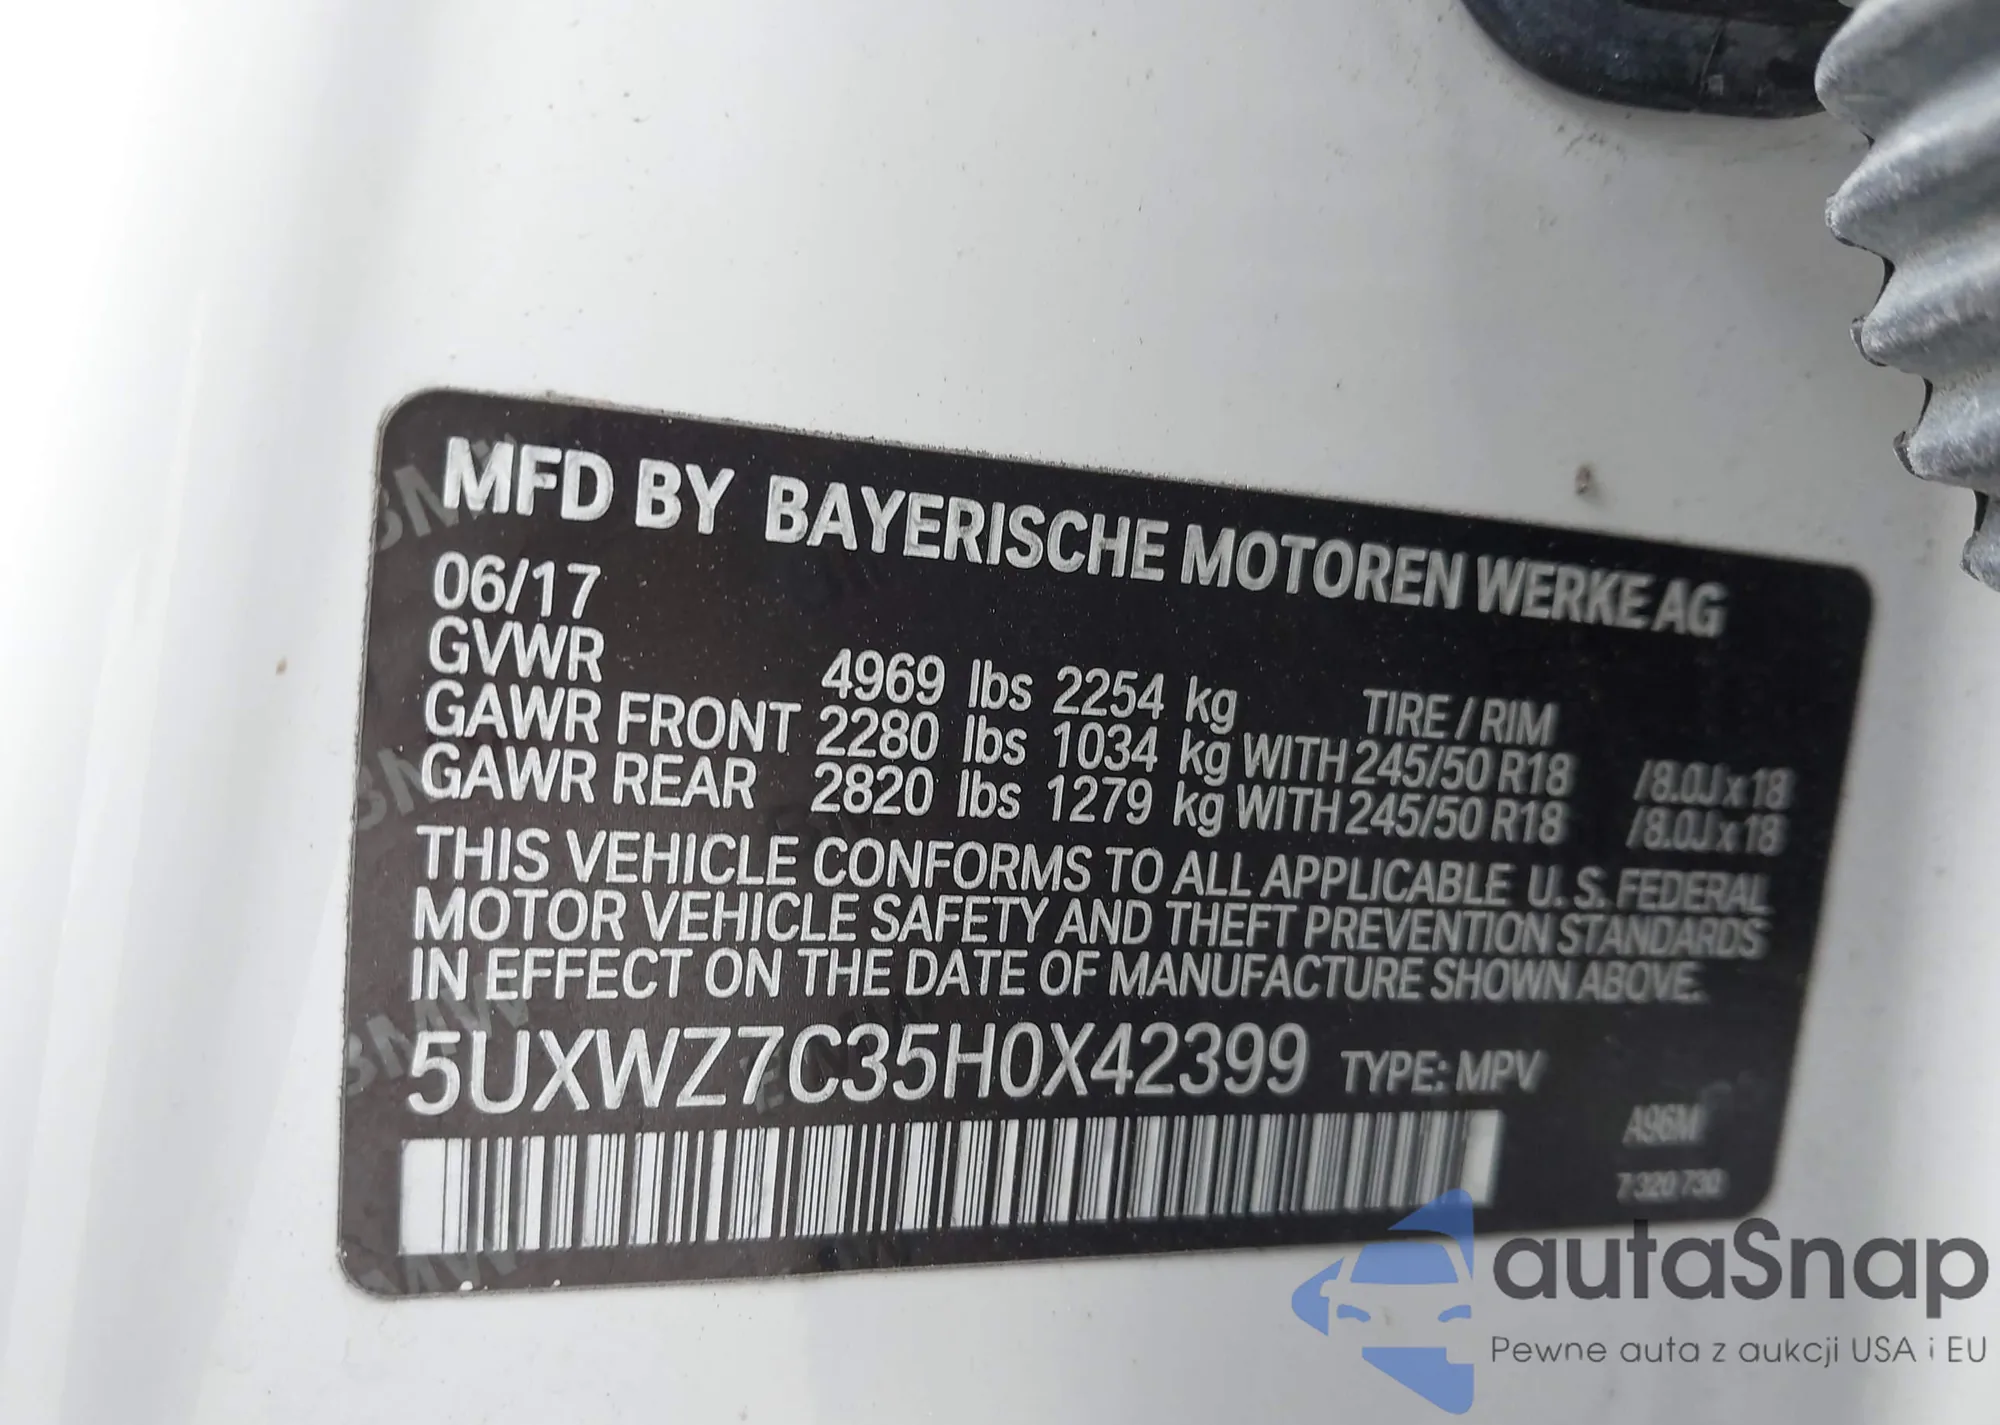 MFD BY BAYERISCHE MOTOREN WERKE AG
06/17
GVWR 4969 lbs 2254 kg TIRE / RIM
GAWR FRONT 2280 lbs 1034 kg WITH 245/50 R18 /8.0J x 18
GAWR REAR 2820 lbs 1279 kg WITH 245/50 R18 /8.0J x 18
THIS VEHICLE CONFORMS TO ALL APPLICABLE U. S. FEDERAL
MOTOR VEHICLE SAFETY AND THEFT PREVENTION STANDARDS
IN EFFECT ON THE DATE OF MANUFACTURE SHOWN ABOVE.
5UXWZ7C35H0X42399 TYPE: MPV
A96M
7 320 730
autaSnap
Pewne auta z aukcji USA i EU